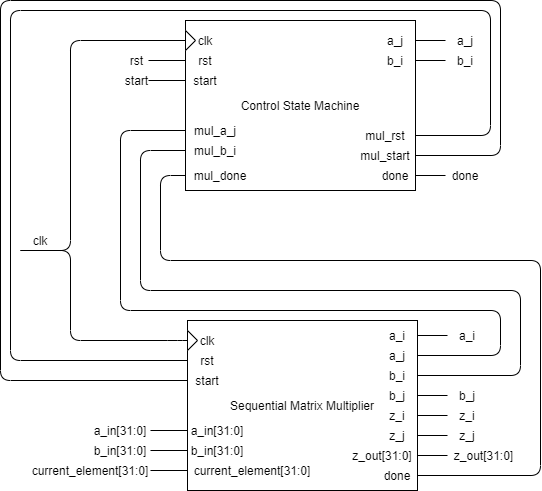 clk a_j a_j
rst rst b_i b_i
start start
Control State Machine
mul_a_j mul_rst
mul_b_i mul_start
mul_done done done
clk
clk a_i a_i
rst a_j
start b_i
b_j b_j
Sequential Matrix Multiplier
z_i z_i
a_in[31:0] a_in[31:0] z_j z_j
b_in[31:0] b_in[31:0] z_out[31:0] z_out[31:0]
current_element[31:0] current_element[31:0] done